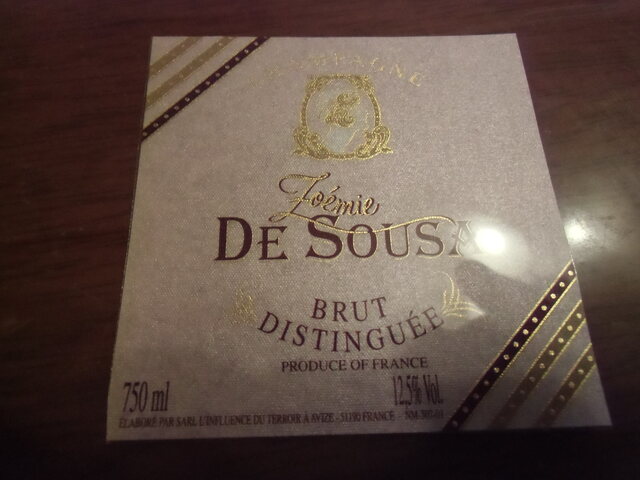 CHAMPAGNE
Zoémie
DE SOUSA
BRUT
DISTINGUÉE
PRODUCE OF FRANCE
750 ml 12,5% Vol.
ÉLABORÉ PAR SARL L'INFLUENCE DU TERROIR À AVIZE - 51190 FRANCE